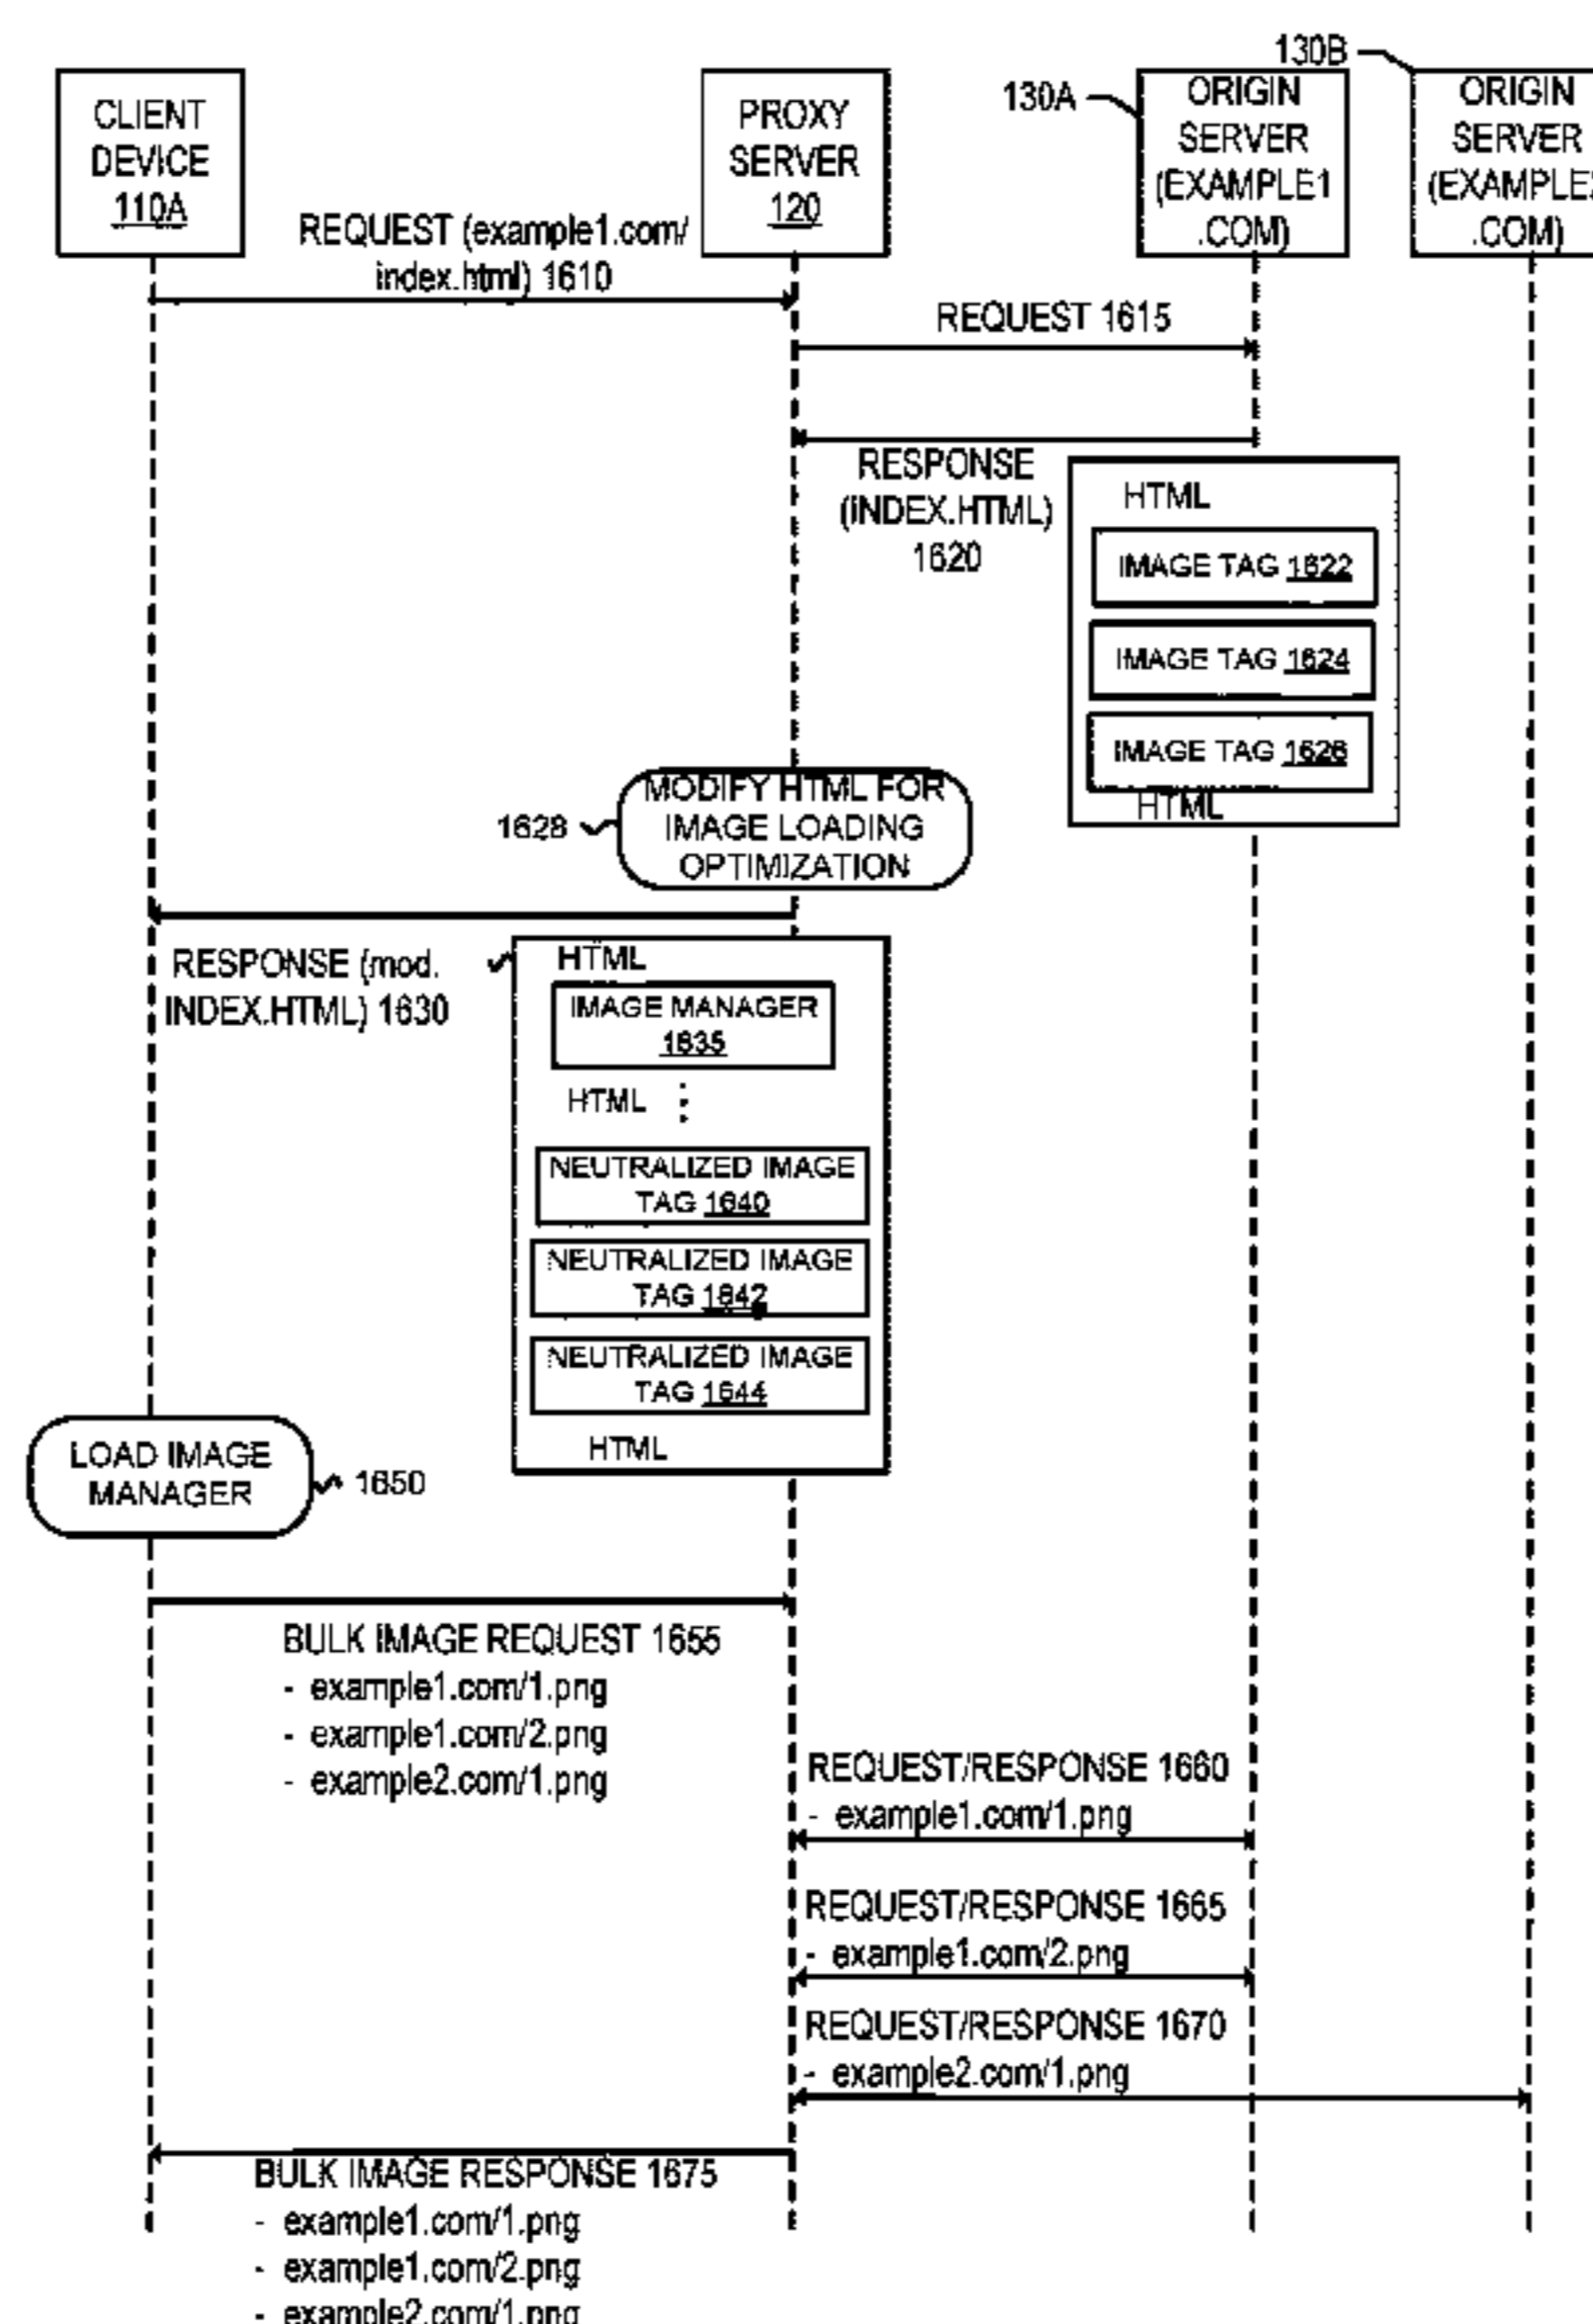 130B
CLIENT
DEVICE
110A
PROXY
SERVER
120
130A
ORIGIN
SERVER
(EXAMPLE1
.COM)
ORIGIN
SERVER
(EXAMPLE2
.COM)
REQUEST (example1.com/
index.html) 1610
REQUEST 1615
RESPONSE
(INDEX.HTML)
1620
HTML
IMAGE TAG 1622
IMAGE TAG 1624
IMAGE TAG 1626
HTML
1628
MODIFY HTML FOR
IMAGE LOADING
OPTIMIZATION
RESPONSE (mod.
INDEX.HTML) 1630
HTML
IMAGE MANAGER
1635
HTML :
NEUTRALIZED IMAGE
TAG 1640
NEUTRALIZED IMAGE
TAG 1642
NEUTRALIZED IMAGE
TAG 1644
HTML
LOAD IMAGE
MANAGER
1650
BULK IMAGE REQUEST 1655
- example1.com/1.png
- example1.com/2.png
- example2.com/1.png
REQUEST/RESPONSE 1660
- example1.com/1.png
REQUEST/RESPONSE 1665
- example1.com/2.png
REQUEST/RESPONSE 1670
- example2.com/1.png
BULK IMAGE RESPONSE 1675
- example1.com/1.png
- example1.com/2.png
- example2.com/1.png